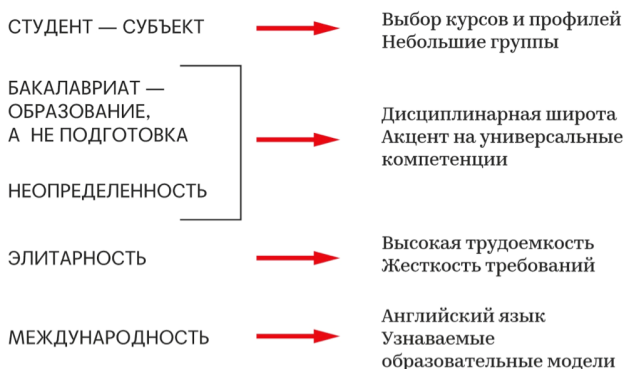 СТУДЕНТ — СУБЪЕКТ
Выбор курсов и профилей
Небольшие группы
БАКАЛАВРИАТ —
ОБРАЗОВАНИЕ,
А НЕ ПОДГОТОВКА
НЕОПРЕДЕЛЕННОСТЬ
Дисциплинарная широта
Акцент на универсальные
компетенции
ЭЛИТАРНОСТЬ
Высокая трудоемкость
Жесткость требований
МЕЖДУНАРОДНОСТЬ
Английский язык
Узнаваемые
образовательные модели